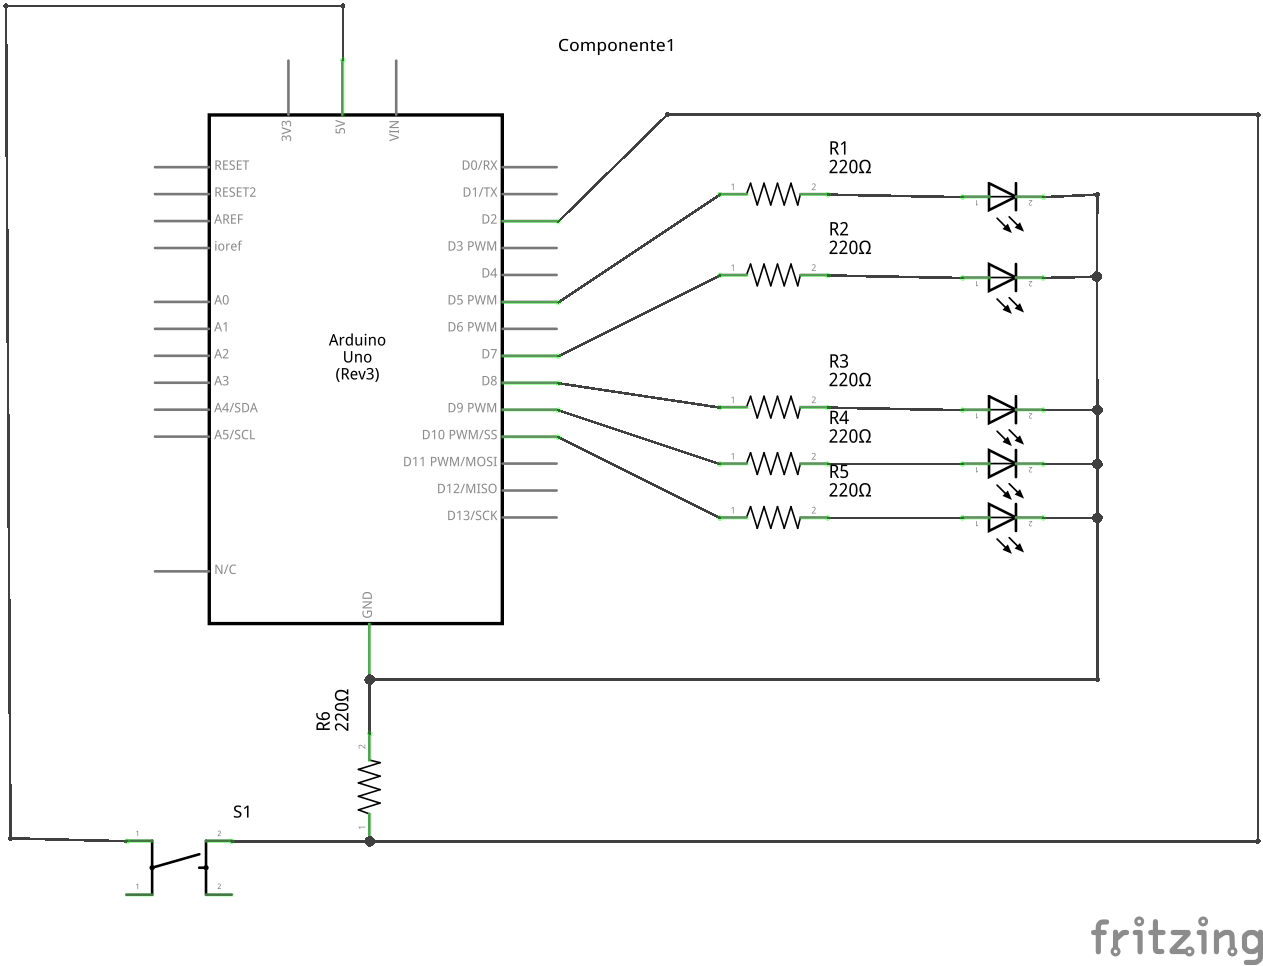 Componente1
3V3
5V
VIN
RESET
RESET2
AREF
ioref
A0
A1
A2
A3
A4/SDA
A5/SCL
N/C
D0/RX
D1/TX
D2
D3 PWM
D4
D5 PWM
D6 PWM
D7
D8
D9 PWM
D10 PWM/SS
D11 PWM/MOSI
D12/MISO
D13/SCK
Arduino
Uno
(Rev3)
GND
R1
220Ω
1 2
1 2
R2
220Ω
1 2
1 2
R3
220Ω
1 2
1 2
R4
220Ω
1 2
1 2
R5
220Ω
1 2
1 2
R6
220Ω
2
1
S1
1 2
1 2
fritzing